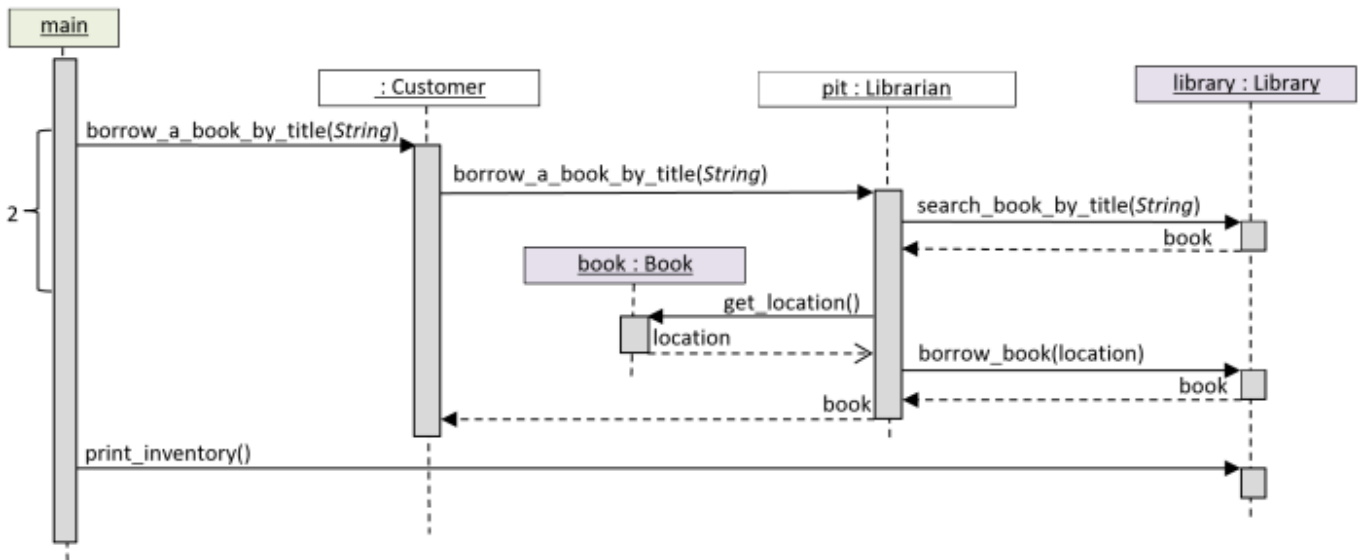 main
: Customer
pit : Librarian
library : Library
borrow_a_book_by_title(String)
borrow_a_book_by_title(String)
search_book_by_title(String)
2
book
book : Book
get_location()
location
borrow_book(location)
book
book
print_inventory()